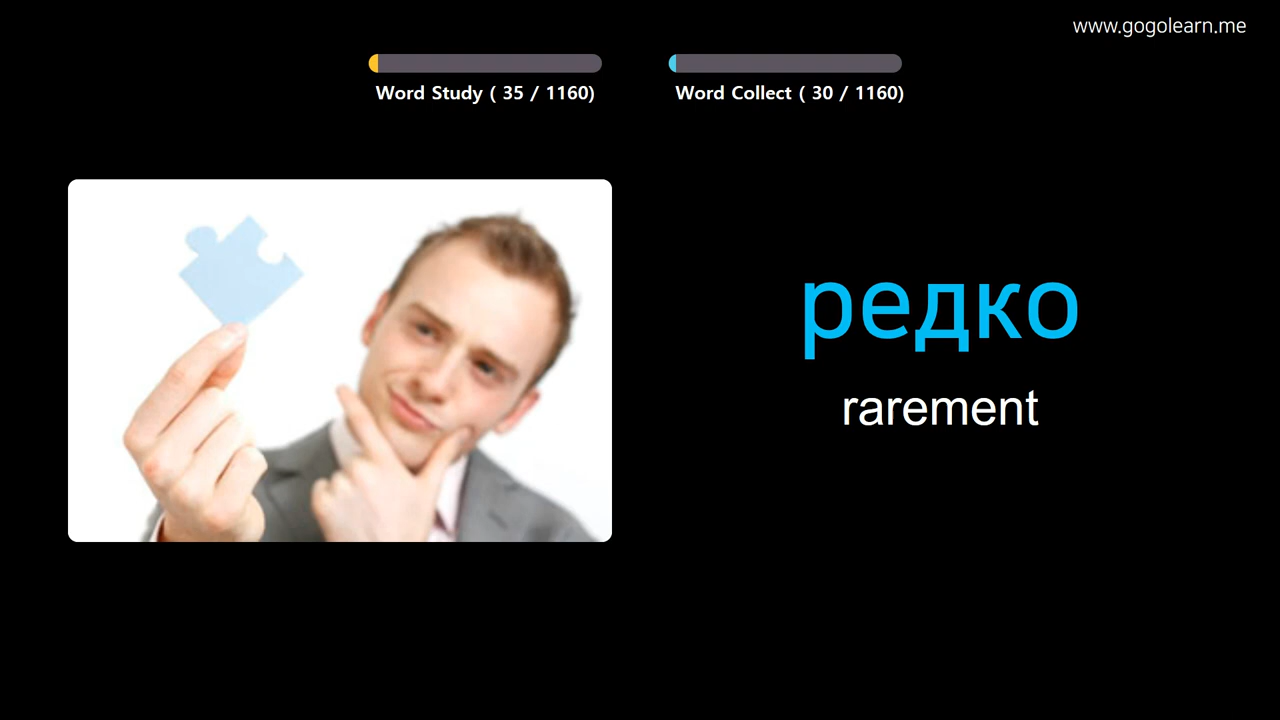 www.gogolearn.me
Word Study ( 35 / 1160)
Word Collect ( 30 / 1160)
редко
rarement